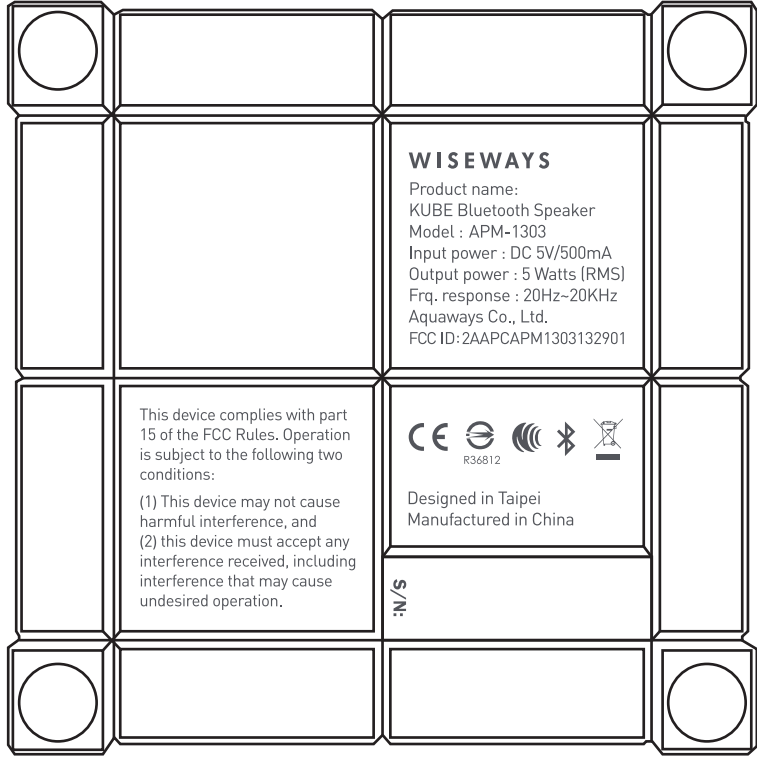 WISEWAYS
Product name:
KUBE Bluetooth Speaker
Model : APM-1303
Input power : DC 5V/500mA
Output power : 5 Watts (RMS)
Frq. response : 20Hz~20KHz
Aquaways Co., Ltd.
FCC ID: 2AAPCAPM1303132901
This device complies with part
15 of the FCC Rules. Operation
is subject to the following two
conditions:
(1) This device may not cause
harmful interference, and
(2) this device must accept any
interference received, including
interference that may cause
undesired operation.
CE
R36812
Designed in Taipei
Manufactured in China
S/N: